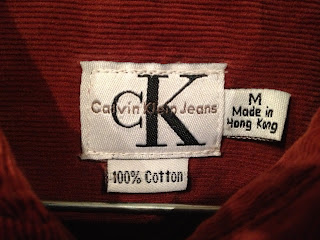 CK
Calvin Klein Jeans
M
Made in
Hong Kong
100% Cotton